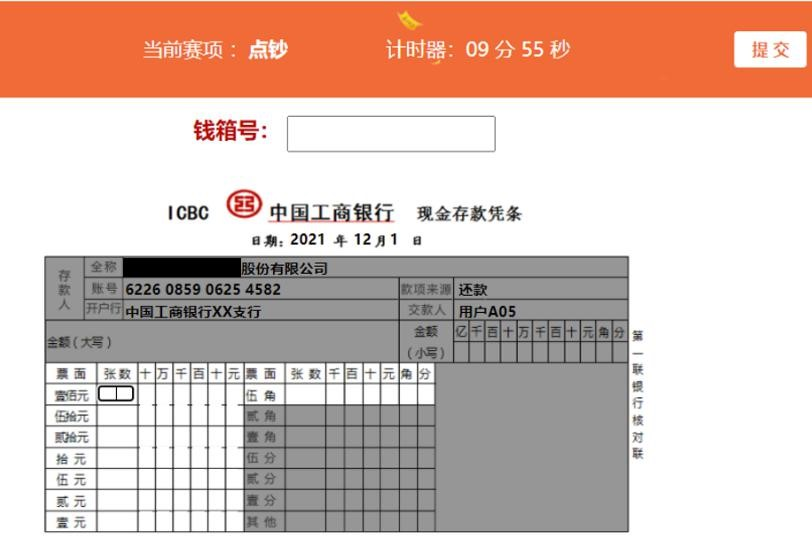 当前赛项：点钞 计时器：09 分 55 秒 提 交
钱箱号：
ICBC 中国工商银行 现金存款凭条
日期：2021 年 12 月 1 日
存款人 全称 股份有限公司
账号 6226 0859 0625 4582 款项来源 还款
开户行 中国工商银行XX支行 交款人 用户A05
金额（大写） 金额（小写） 亿 千 百 十 万 千 百 十 元 角 分
票 面 张 数 十 万 千 百 十 元 票 面 张 数 千 百 十 元 角 分
壹佰元 伍 角
伍拾元 贰 角
贰拾元 壹 角
拾 元 伍 分
伍 元 贰 分
贰 元 壹 分
壹 元 其 他
第一联银行核对联